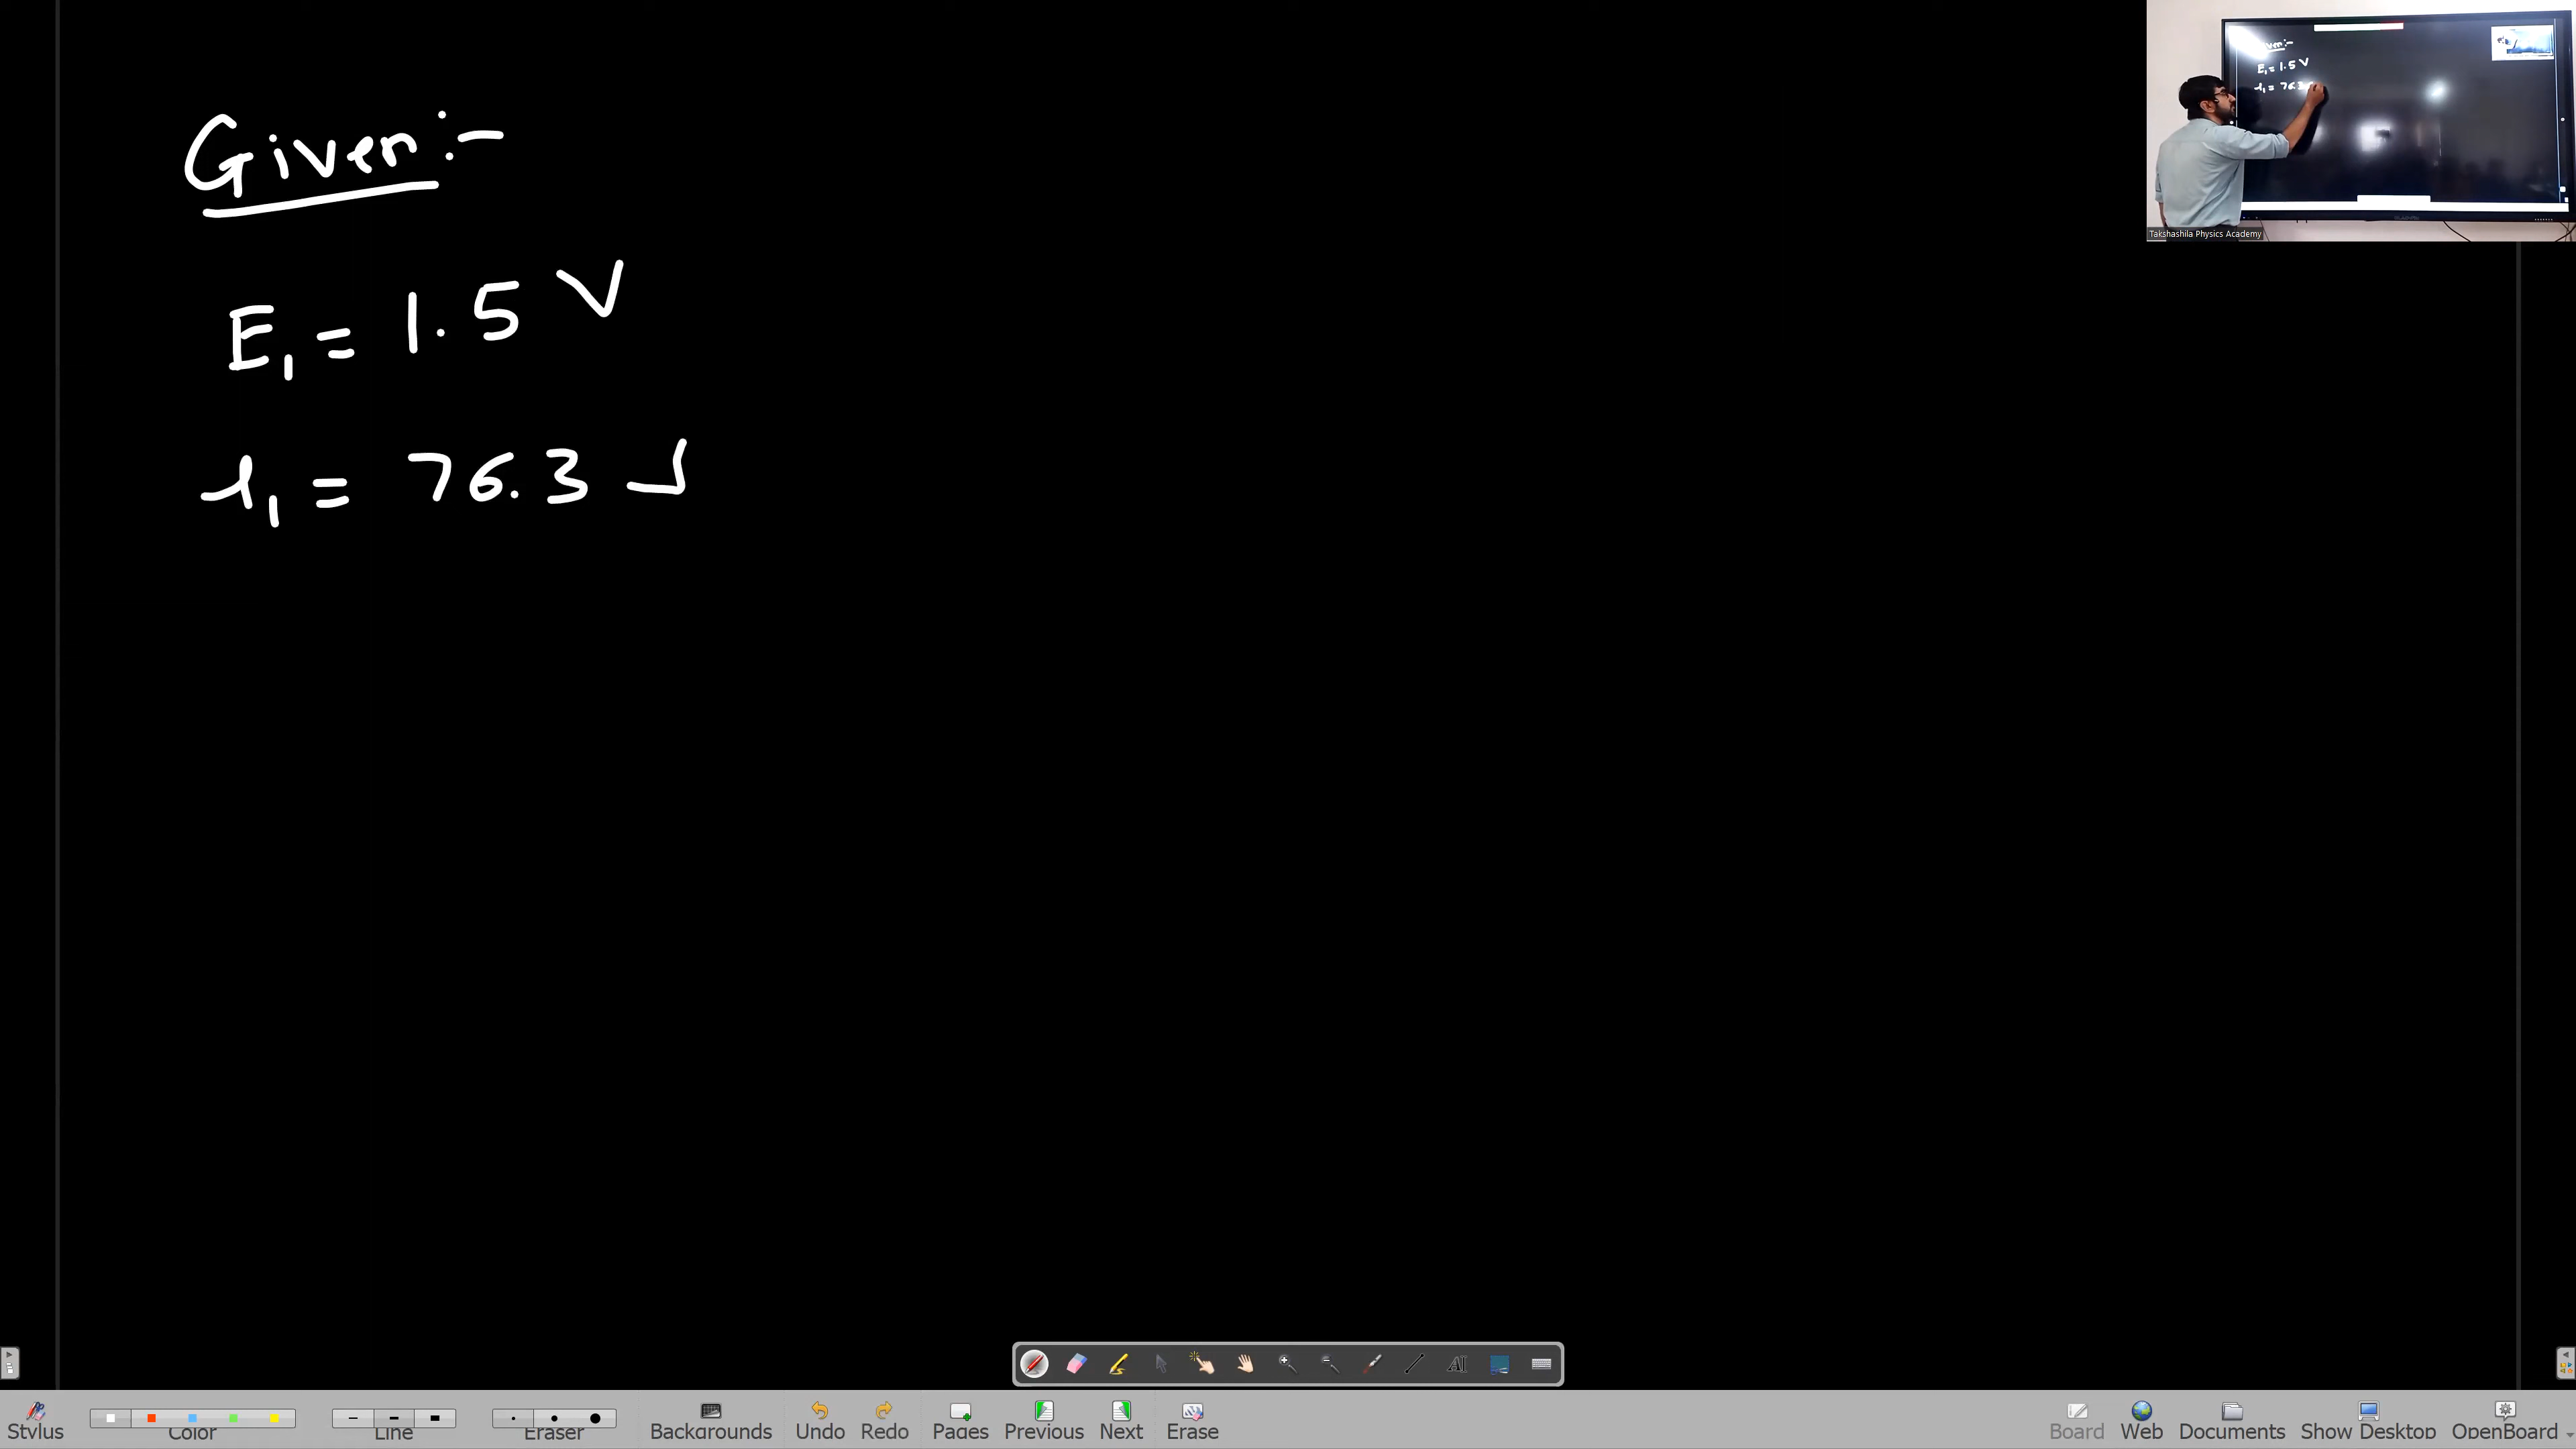 Given:-
E₁ = 1.5 V
l₁ = 76.3
Takshashila Physics Academy
Stylus Color Line Eraser Backgrounds Undo Redo Pages Previous Next Erase Board Web Documents Show Desktop OpenBoard